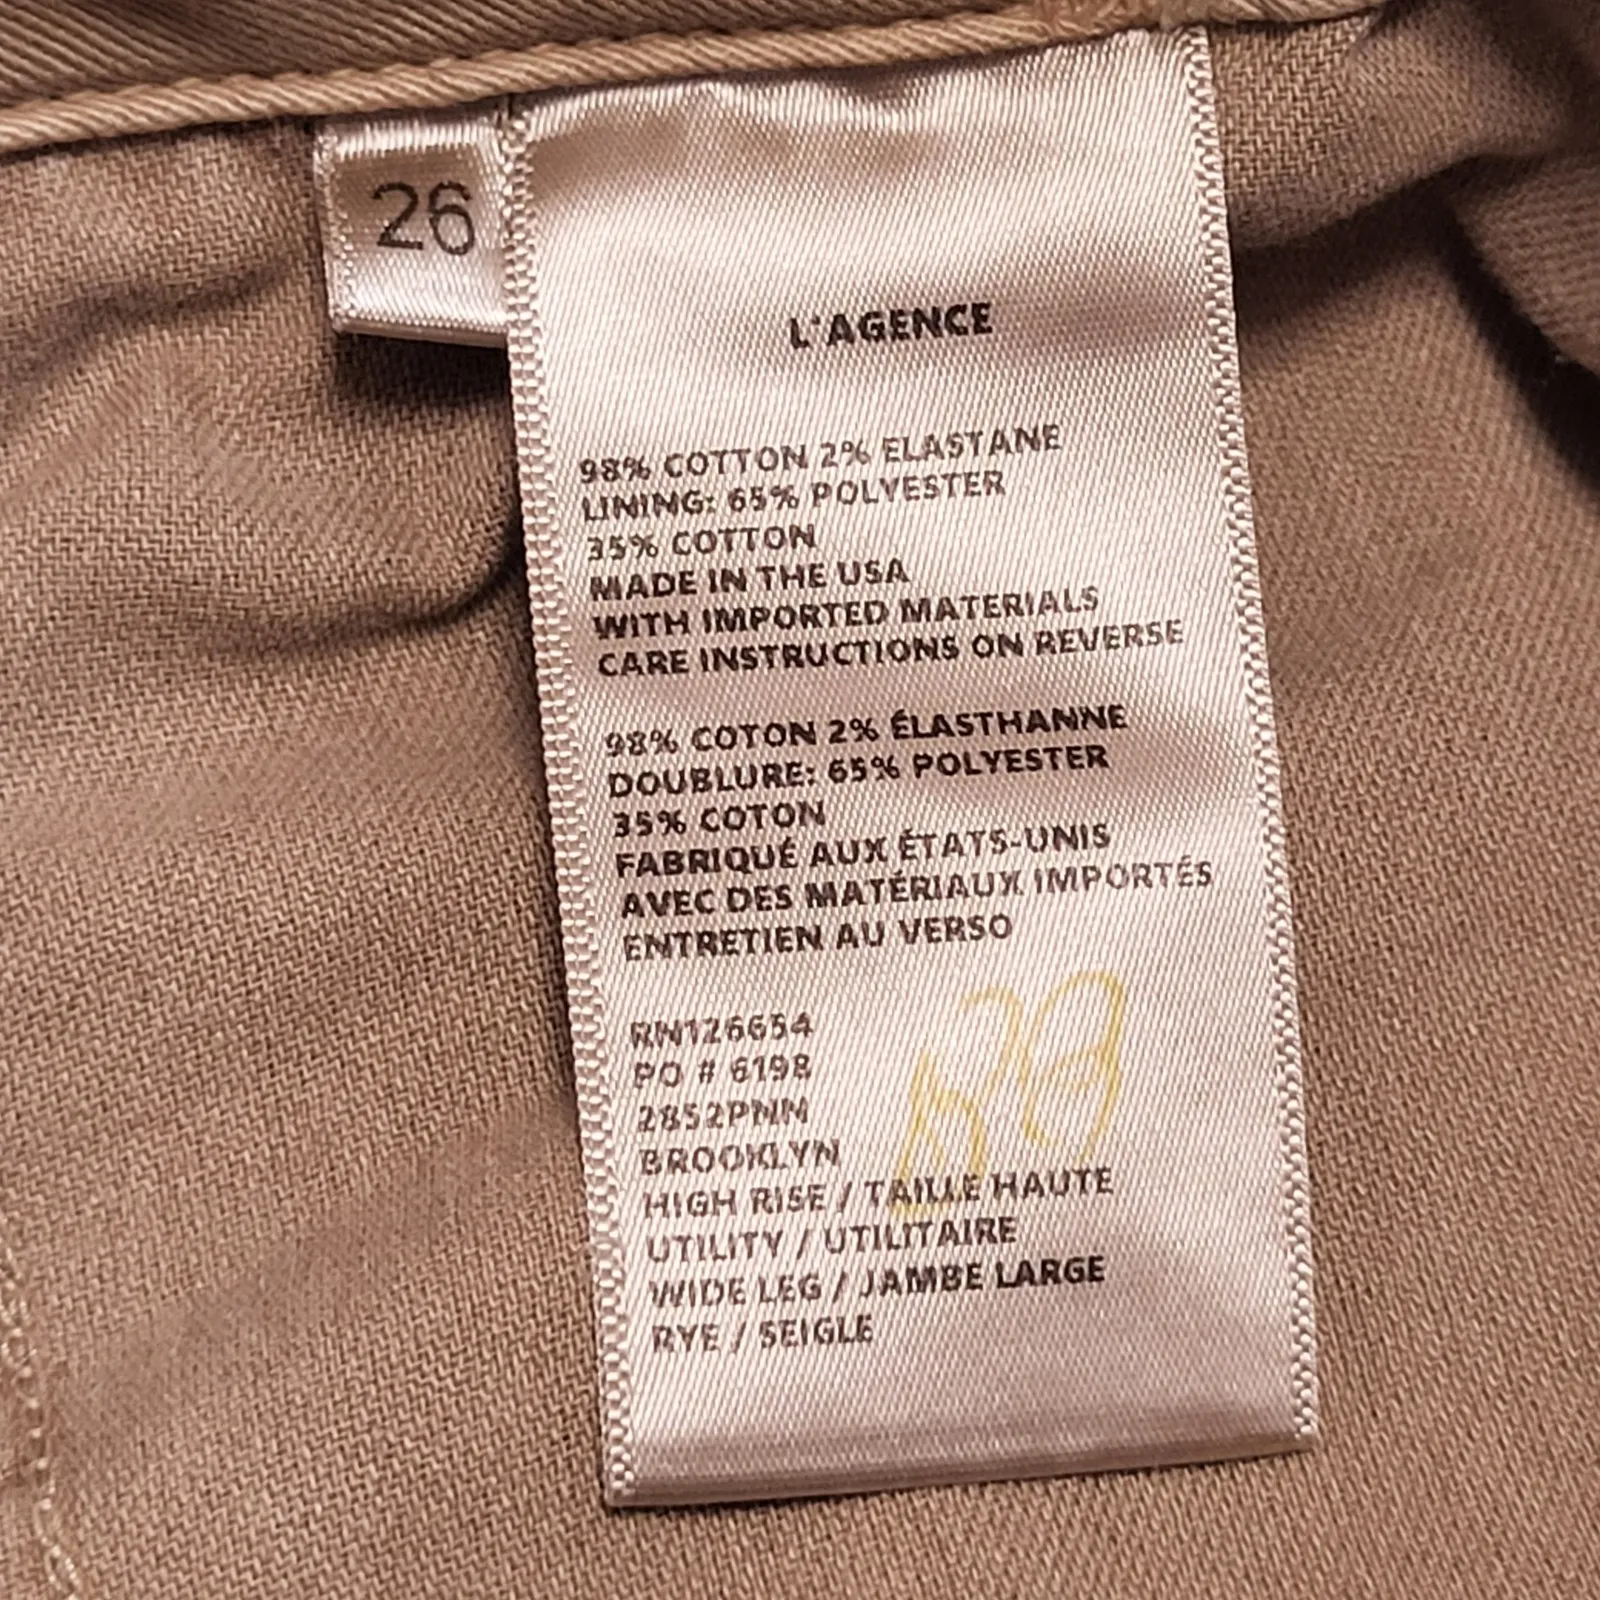 26
L'AGENCE
98% COTTON 2% ELASTANE
LINING: 65% POLYESTER
35% COTTON
MADE IN THE USA
WITH IMPORTED MATERIALS
CARE INSTRUCTIONS ON REVERSE
98% COTON 2% ÉLASTHANNE
DOUBLURE: 65% POLYESTER
35% COTON
FABRIQUÉ AUX ÉTATS-UNIS
AVEC DES MATÉRIAUX IMPORTÉS
ENTRETIEN AU VERSO
RN126654
PO # 6198
2852PNN
BROOKLYN
HIGH RISE / TAILLE HAUTE
UTILITY / UTILITAIRE
WIDE LEG / JAMBE LARGE
RYE / SEIGLE